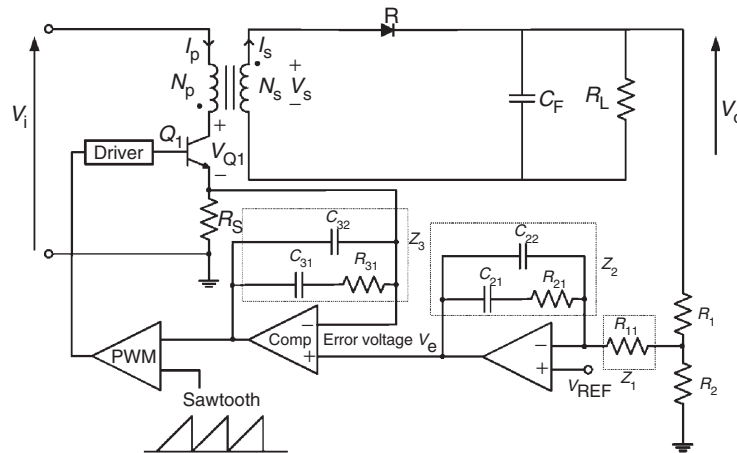 R
I_p
I_s
N_p
N_s
+
V_s
−
C_F
R_L
V_i
V_o
Q_1
+
V_Q1
−
Driver
R_S
C_32
Z_3
C_31
R_31
C_22
Z_2
C_21
R_21
R_1
R_11
Z_1
R_2
PWM
Comp
−
+
Error voltage V_e
−
+
V_REF
Sawtooth